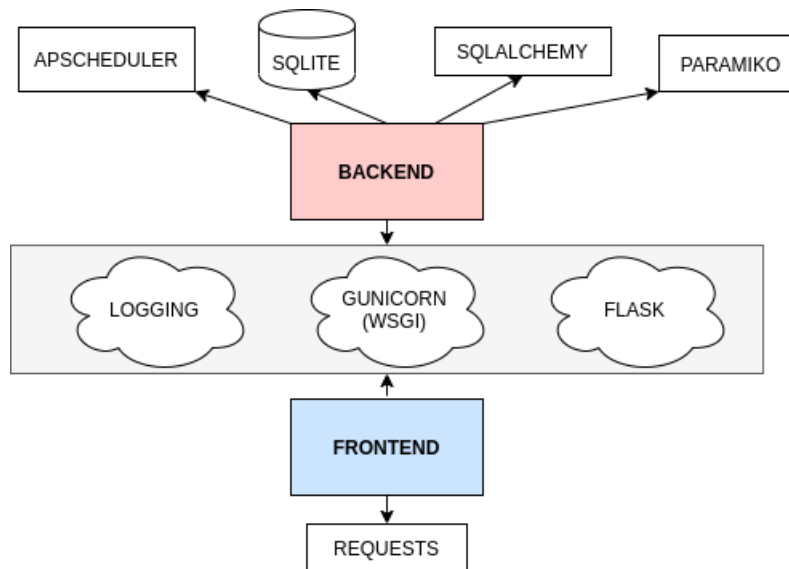 APSCHEDULER
SQLITE
SQLALCHEMY
PARAMIKO
BACKEND
LOGGING
GUNICORN
(WSGI)
FLASK
FRONTEND
REQUESTS